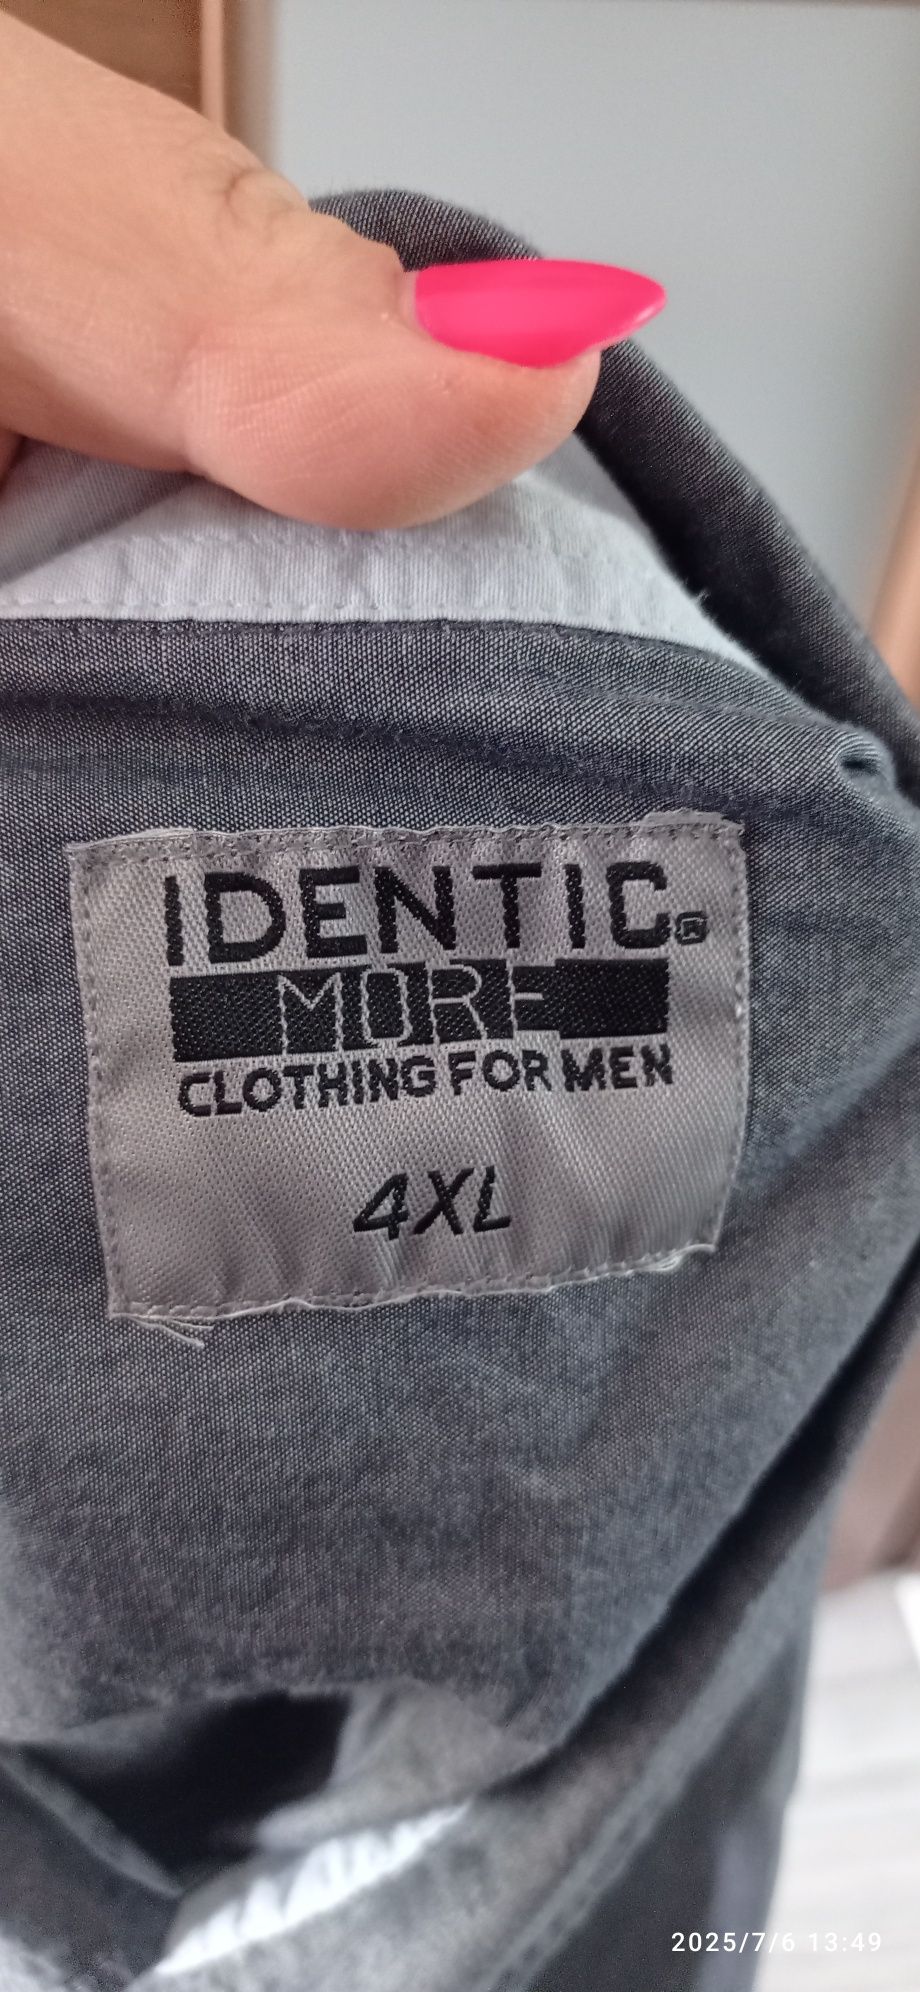 IDENTIC®
MORE
CLOTHING FOR MEN
4XL
2025/7/6 13:49